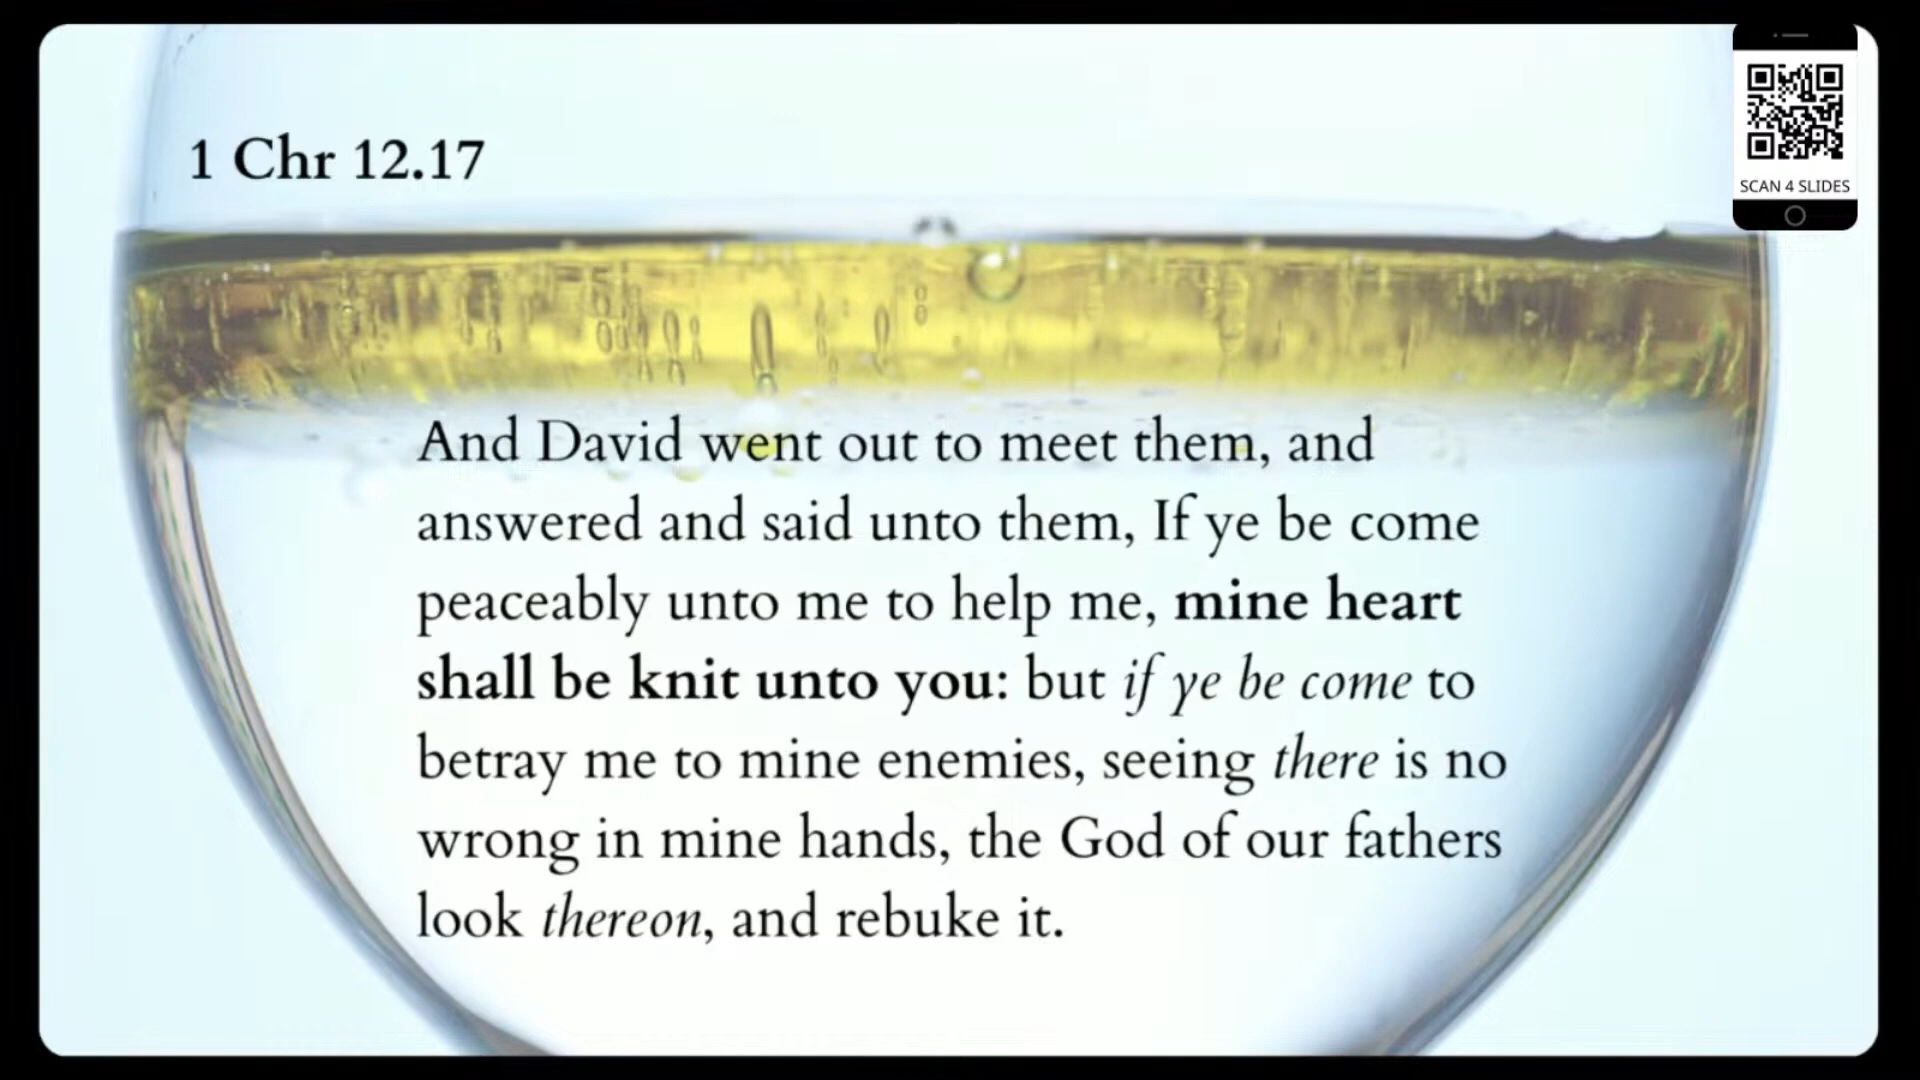 1 Chr 12.17
SCAN 4 SLIDES
And David went out to meet them, and
answered and said unto them, If ye be come
peaceably unto me to help me, mine heart
shall be knit unto you: but if ye be come to
betray me to mine enemies, seeing there is no
wrong in mine hands, the God of our fathers
look thereon, and rebuke it.